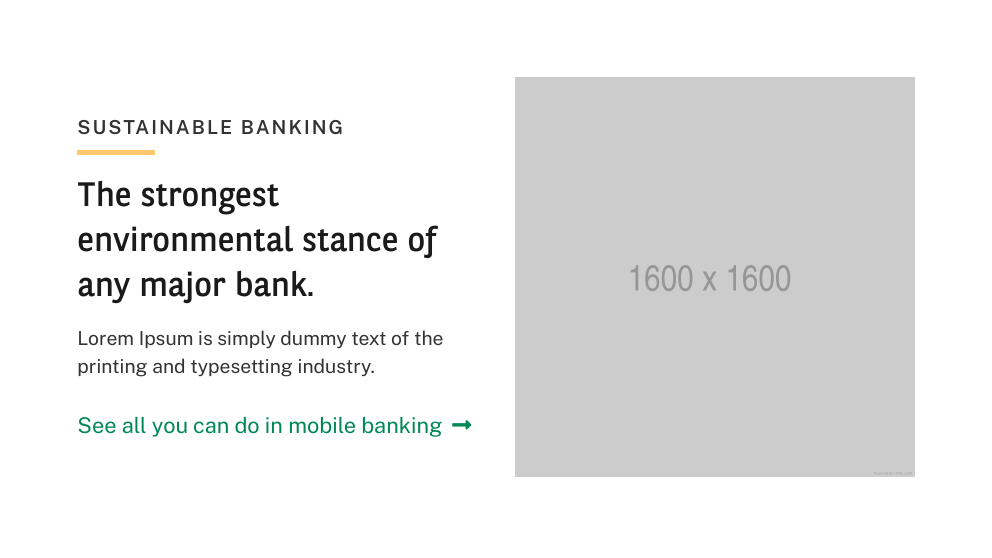 SUSTAINABLE BANKING
The strongest
environmental stance of
any major bank.
Lorem Ipsum is simply dummy text of the
printing and typesetting industry.
See all you can do in mobile banking
1600 x 1600